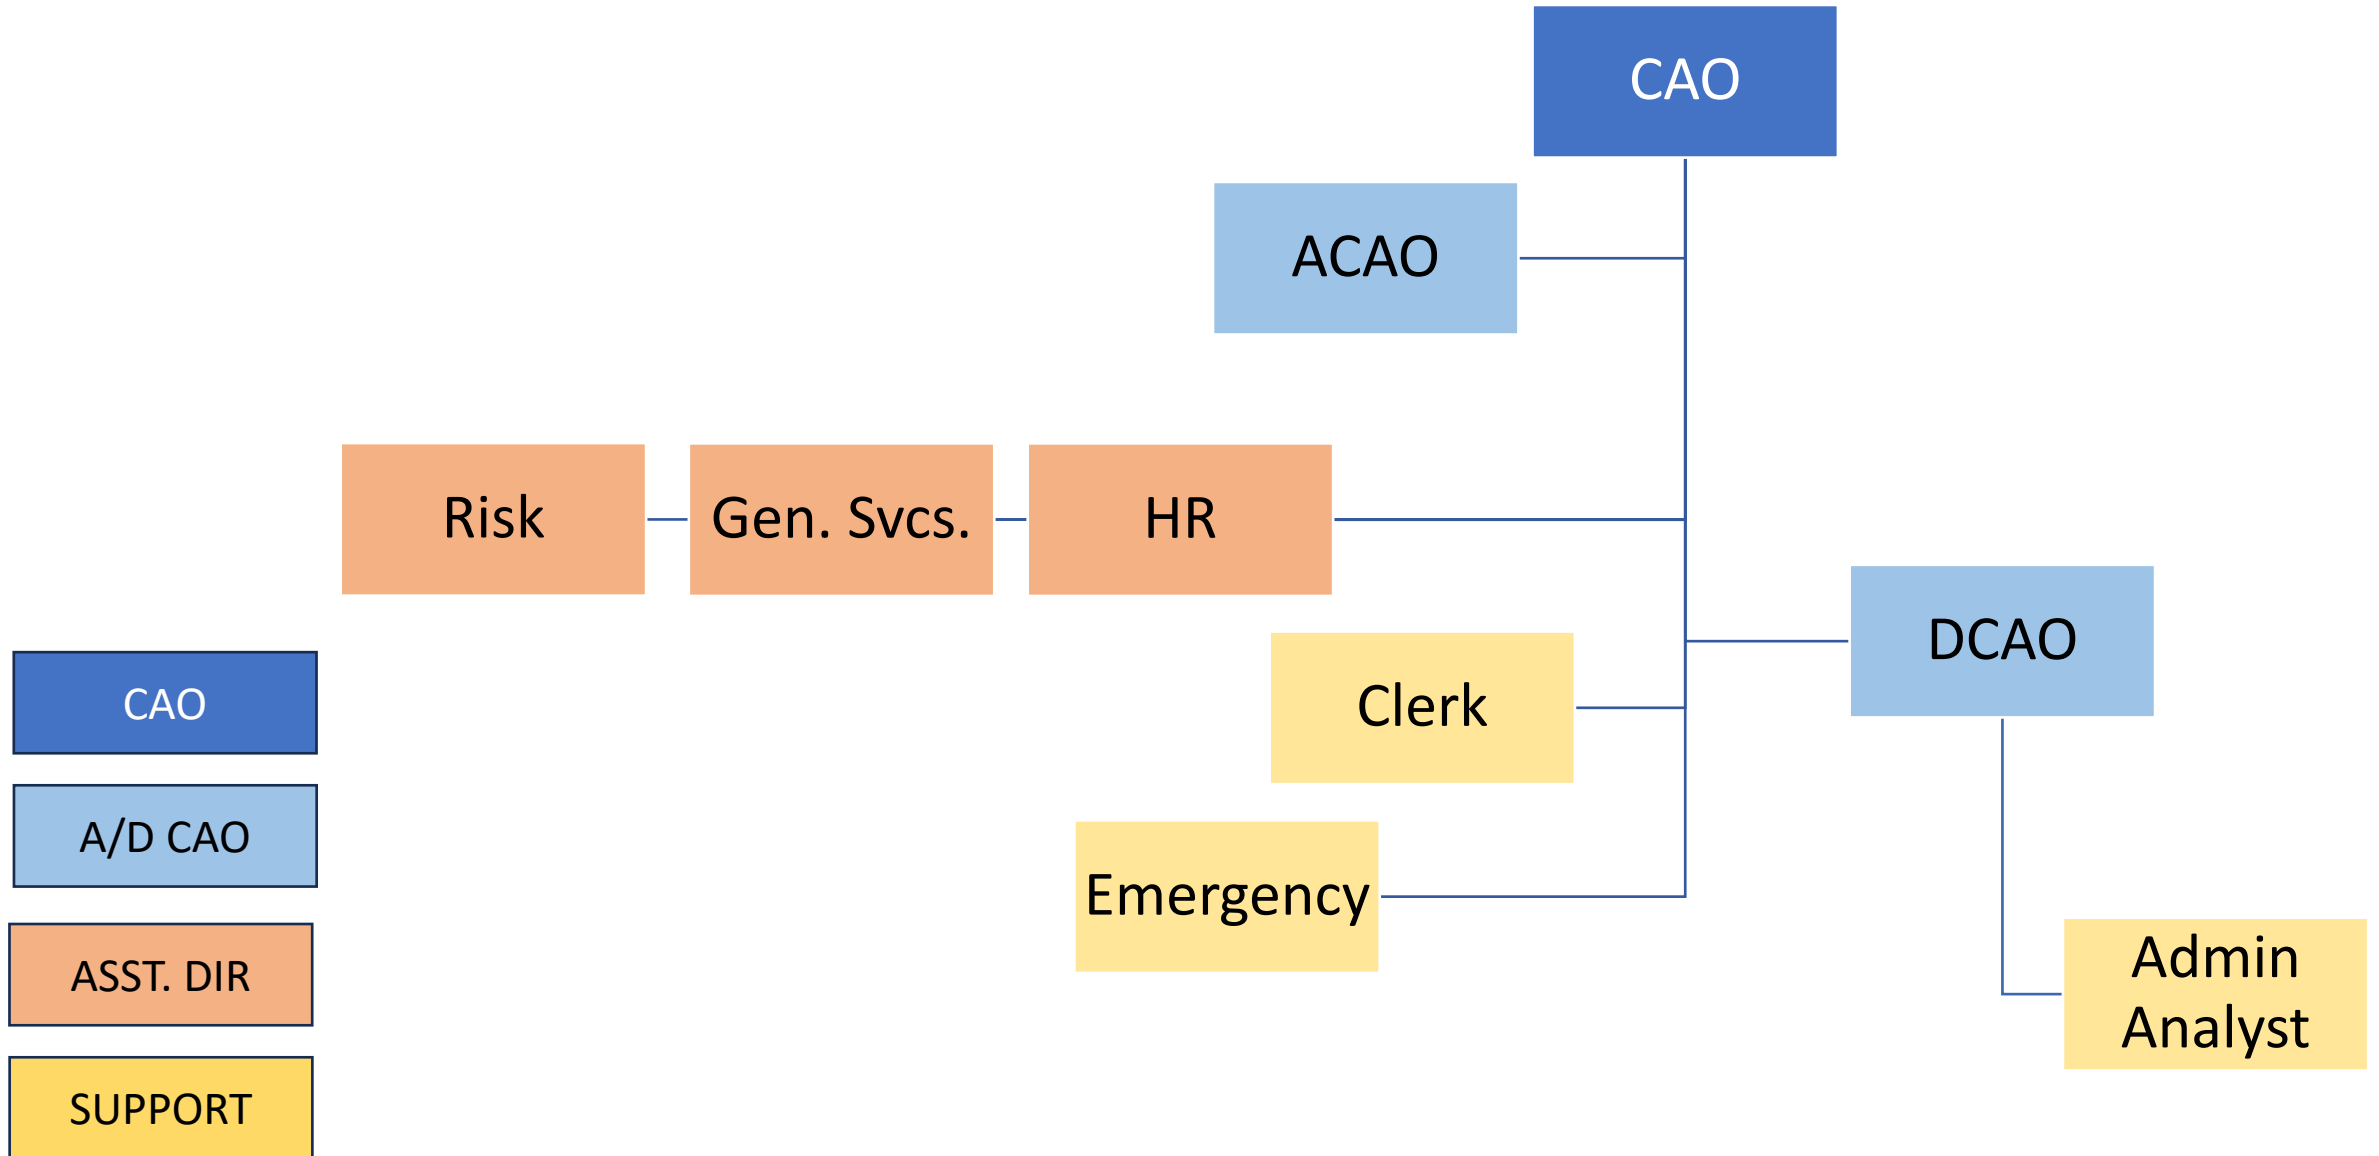 CAO
ACAO
Risk
Gen. Svcs.
HR
DCAO
Clerk
Emergency
Admin
Analyst
CAO
A/D CAO
ASST. DIR
SUPPORT